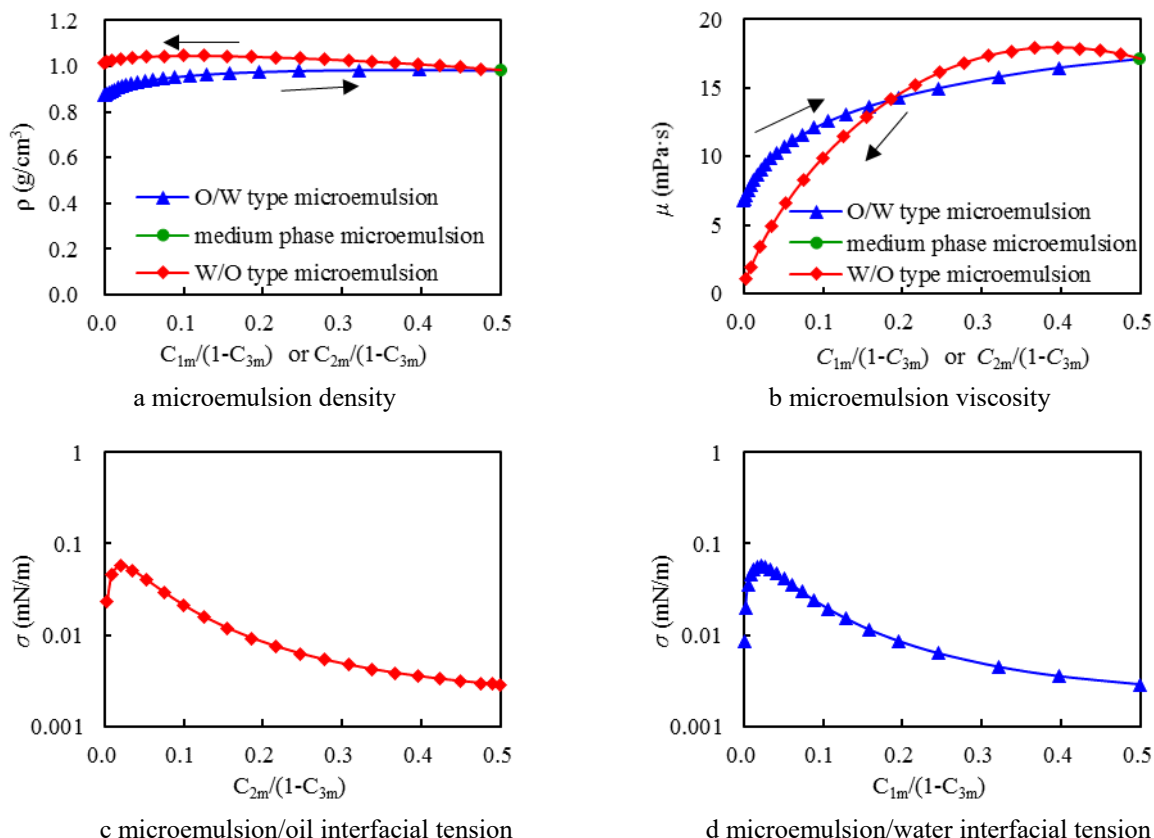 1.2
1.0
0.8
0.6
0.4
0.2
0.0
ρ (g/cm³)
O/W type microemulsion
medium phase microemulsion
W/O type microemulsion
0.0 0.1 0.2 0.3 0.4 0.5
C₁ₘ/(1-C₃ₘ) or C₂ₘ/(1-C₃ₘ)
a microemulsion density
20
15
10
5
0
μ (mPa·s)
O/W type microemulsion
medium phase microemulsion
W/O type microemulsion
0.0 0.1 0.2 0.3 0.4 0.5
C₁ₘ/(1-C₃ₘ) or C₂ₘ/(1-C₃ₘ)
b microemulsion viscosity
1
0.1
0.01
0.001
σ (mN/m)
0.0 0.1 0.2 0.3 0.4 0.5
C₂ₘ/(1-C₃ₘ)
c microemulsion/oil interfacial tension
1
0.1
0.01
0.001
σ (mN/m)
0.0 0.1 0.2 0.3 0.4 0.5
C₁ₘ/(1-C₃ₘ)
d microemulsion/water interfacial tension